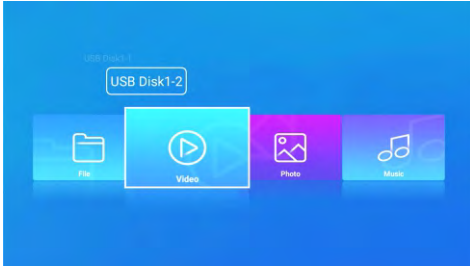 USB Disk1-1
USB Disk1-2
File
Video
Photo
Music